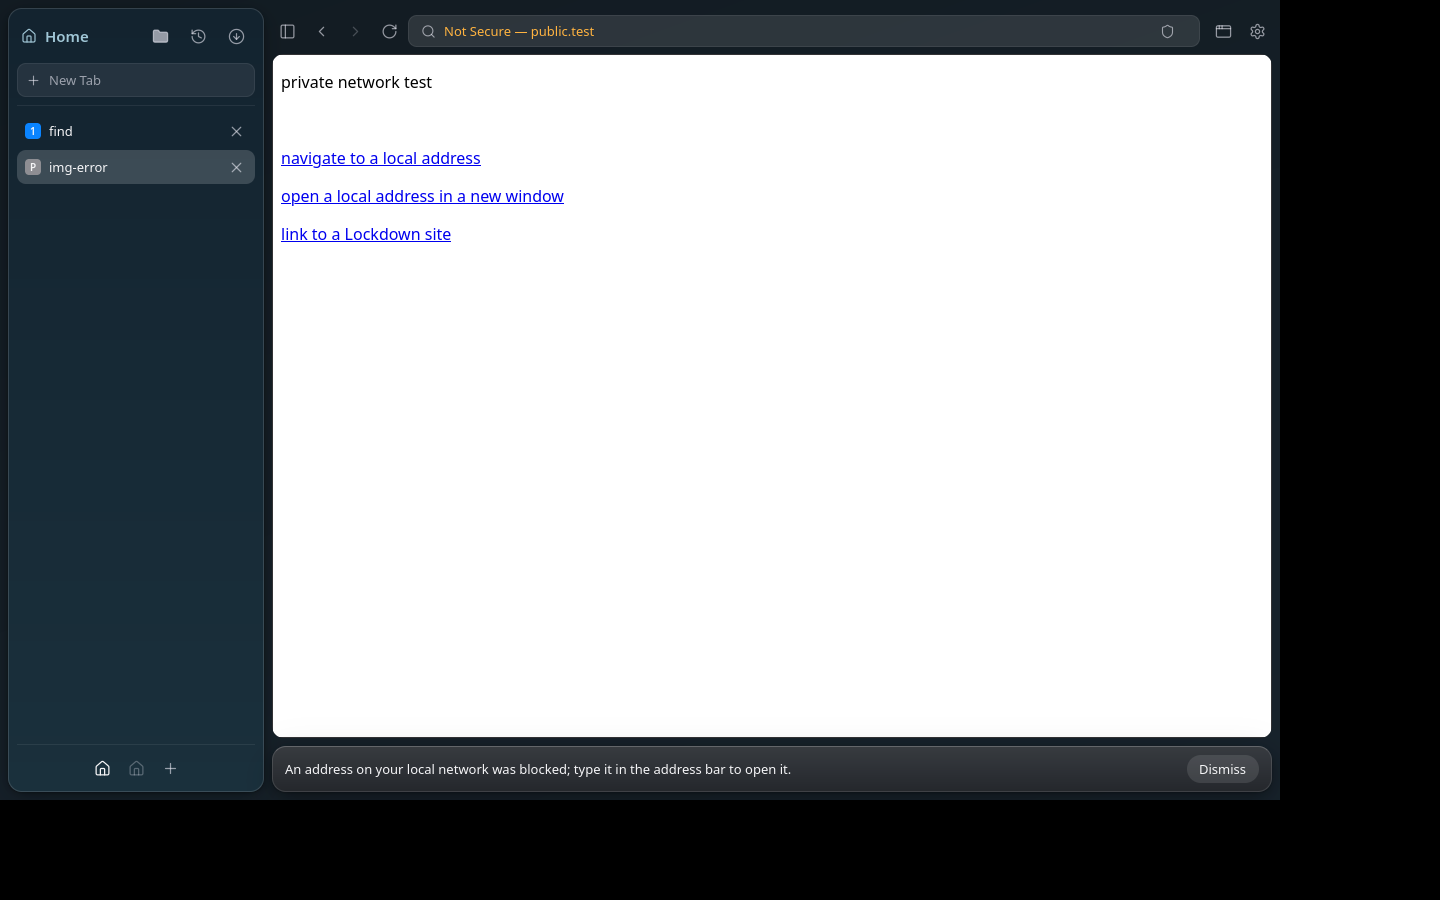 Home
New Tab
1 find
P img-error
Not Secure — public.test
private network test
navigate to a local address
open a local address in a new window
link to a Lockdown site
An address on your local network was blocked; type it in the address bar to open it.
Dismiss